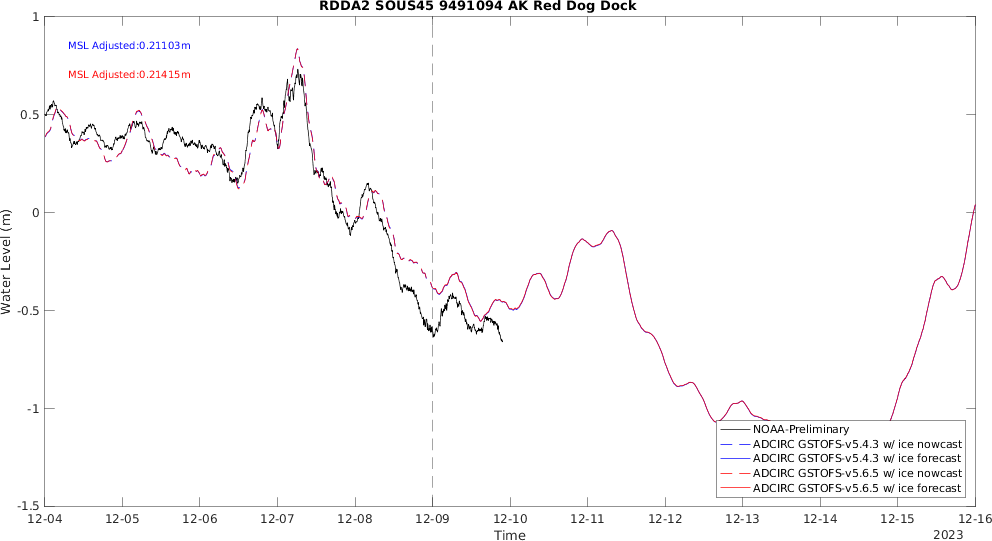 RDDA2 SOUS45 9491094 AK Red Dog Dock
MSL Adjusted:0.21103m
MSL Adjusted:0.21415m
1
0.5
0
-0.5
-1
-1.5
Water Level (m)
NOAA-Preliminary
ADCIRC GSTOFS-v5.4.3 w/ ice nowcast
ADCIRC GSTOFS-v5.4.3 w/ ice forecast
ADCIRC GSTOFS-v5.6.5 w/ ice nowcast
ADCIRC GSTOFS-v5.6.5 w/ ice forecast
12-04 12-05 12-06 12-07 12-08 12-09 12-10 12-11 12-12 12-13 12-14 12-15 12-16
Time
2023